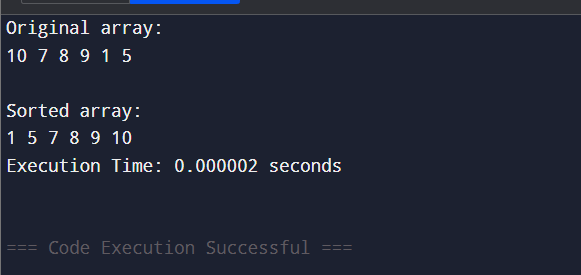 Original array:
10 7 8 9 1 5
Sorted array:
1 5 7 8 9 10
Execution Time: 0.000002 seconds
=== Code Execution Successful ===